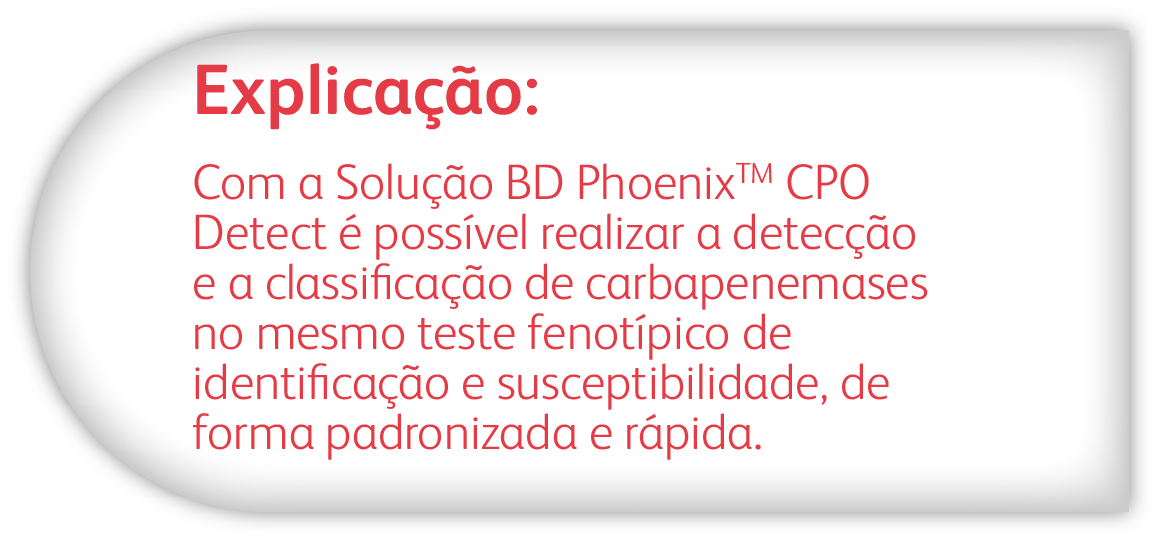 Explicação:
Com a Solução BD Phoenix™ CPO
Detect é possível realizar a detecção
e a classificação de carbapenemases
no mesmo teste fenotípico de
identificação e susceptibilidade, de
forma padronizada e rápida.